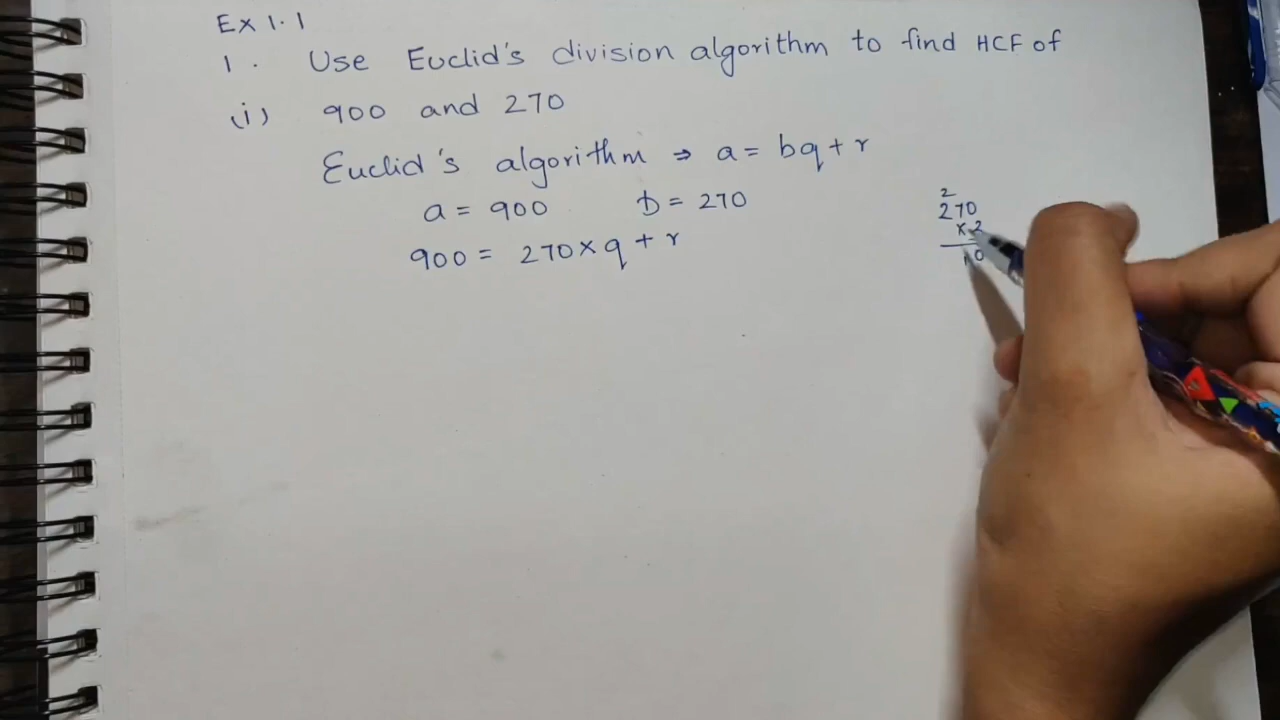 Ex 1.1
1. Use Euclid's division algorithm to find HCF of
(i) 900 and 270
Euclid's algorithm ⇒ a = bq + r
a = 900 b = 270
900 = 270 × q + r
2
270
×
0